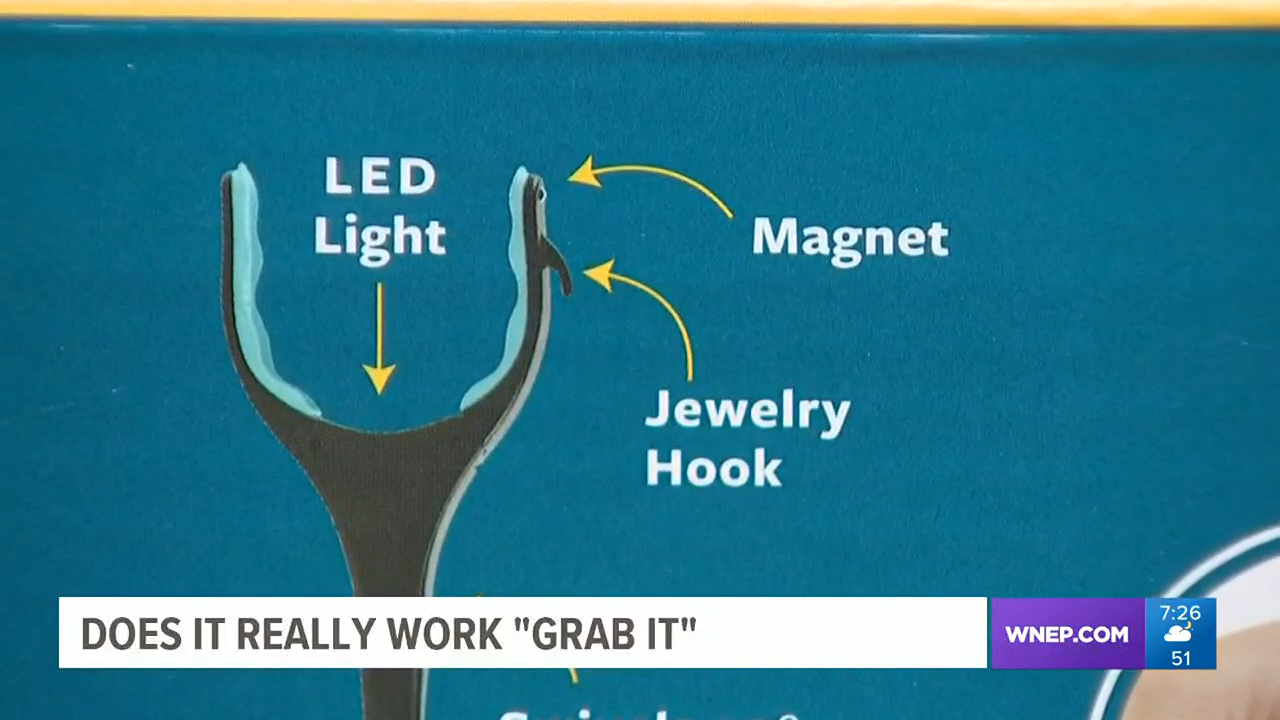 LED
Light
Magnet
Jewelry
Hook
DOES IT REALLY WORK "GRAB IT"
WNEP.COM
7:26
51